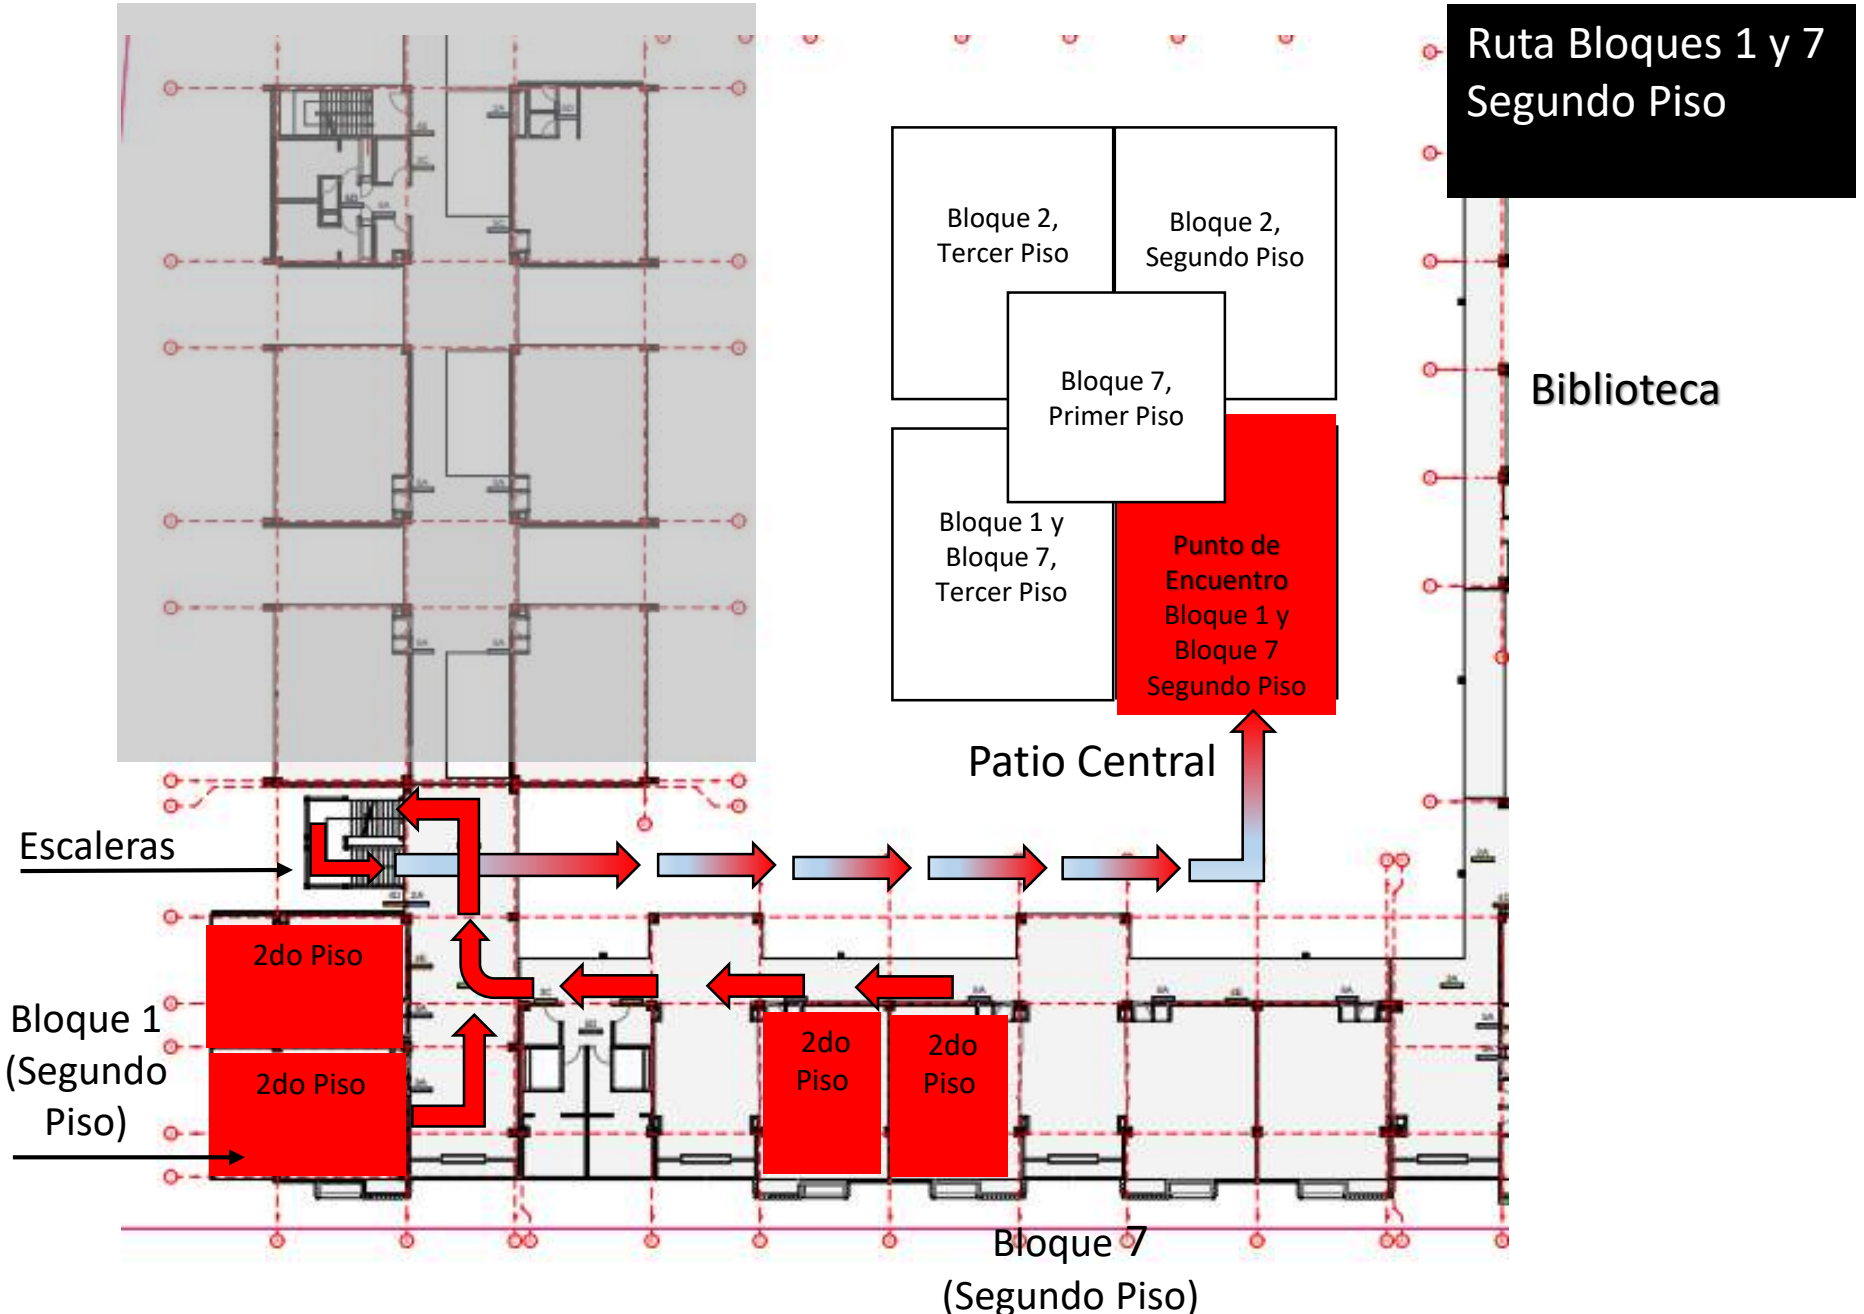 Ruta Bloques 1 y 7
Segundo Piso
Bloque 2,
Tercer Piso
Bloque 2,
Segundo Piso
Bloque 7,
Primer Piso
Biblioteca
Bloque 1 y
Bloque 7,
Tercer Piso
Punto de
Encuentro
Bloque 1 y
Bloque 7
Segundo Piso
Patio Central
Escaleras
2do Piso
2do Piso
Bloque 1
(Segundo
Piso)
2do
Piso
2do
Piso
Bloque 7
(Segundo Piso)